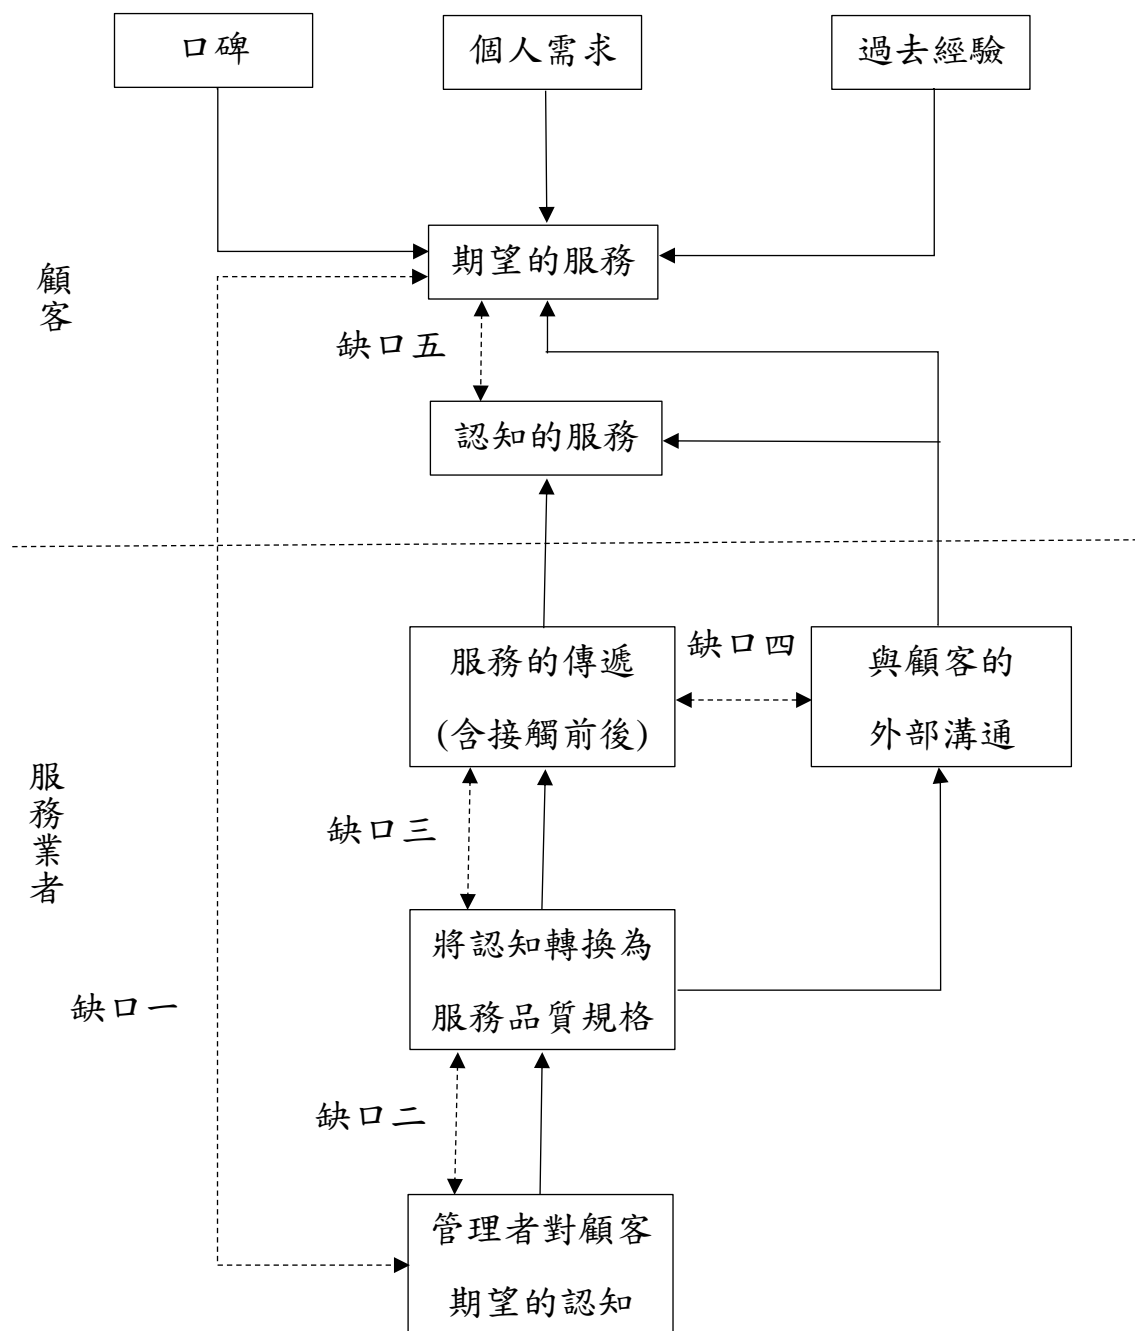 口碑
個人需求
過去經驗
期望的服務
顧客
缺口五
認知的服務
服務的傳遞
(含接觸前後)
缺口四
與顧客的
外部溝通
服務業者
缺口三
將認知轉換為
服務品質規格
缺口一
缺口二
管理者對顧客
期望的認知